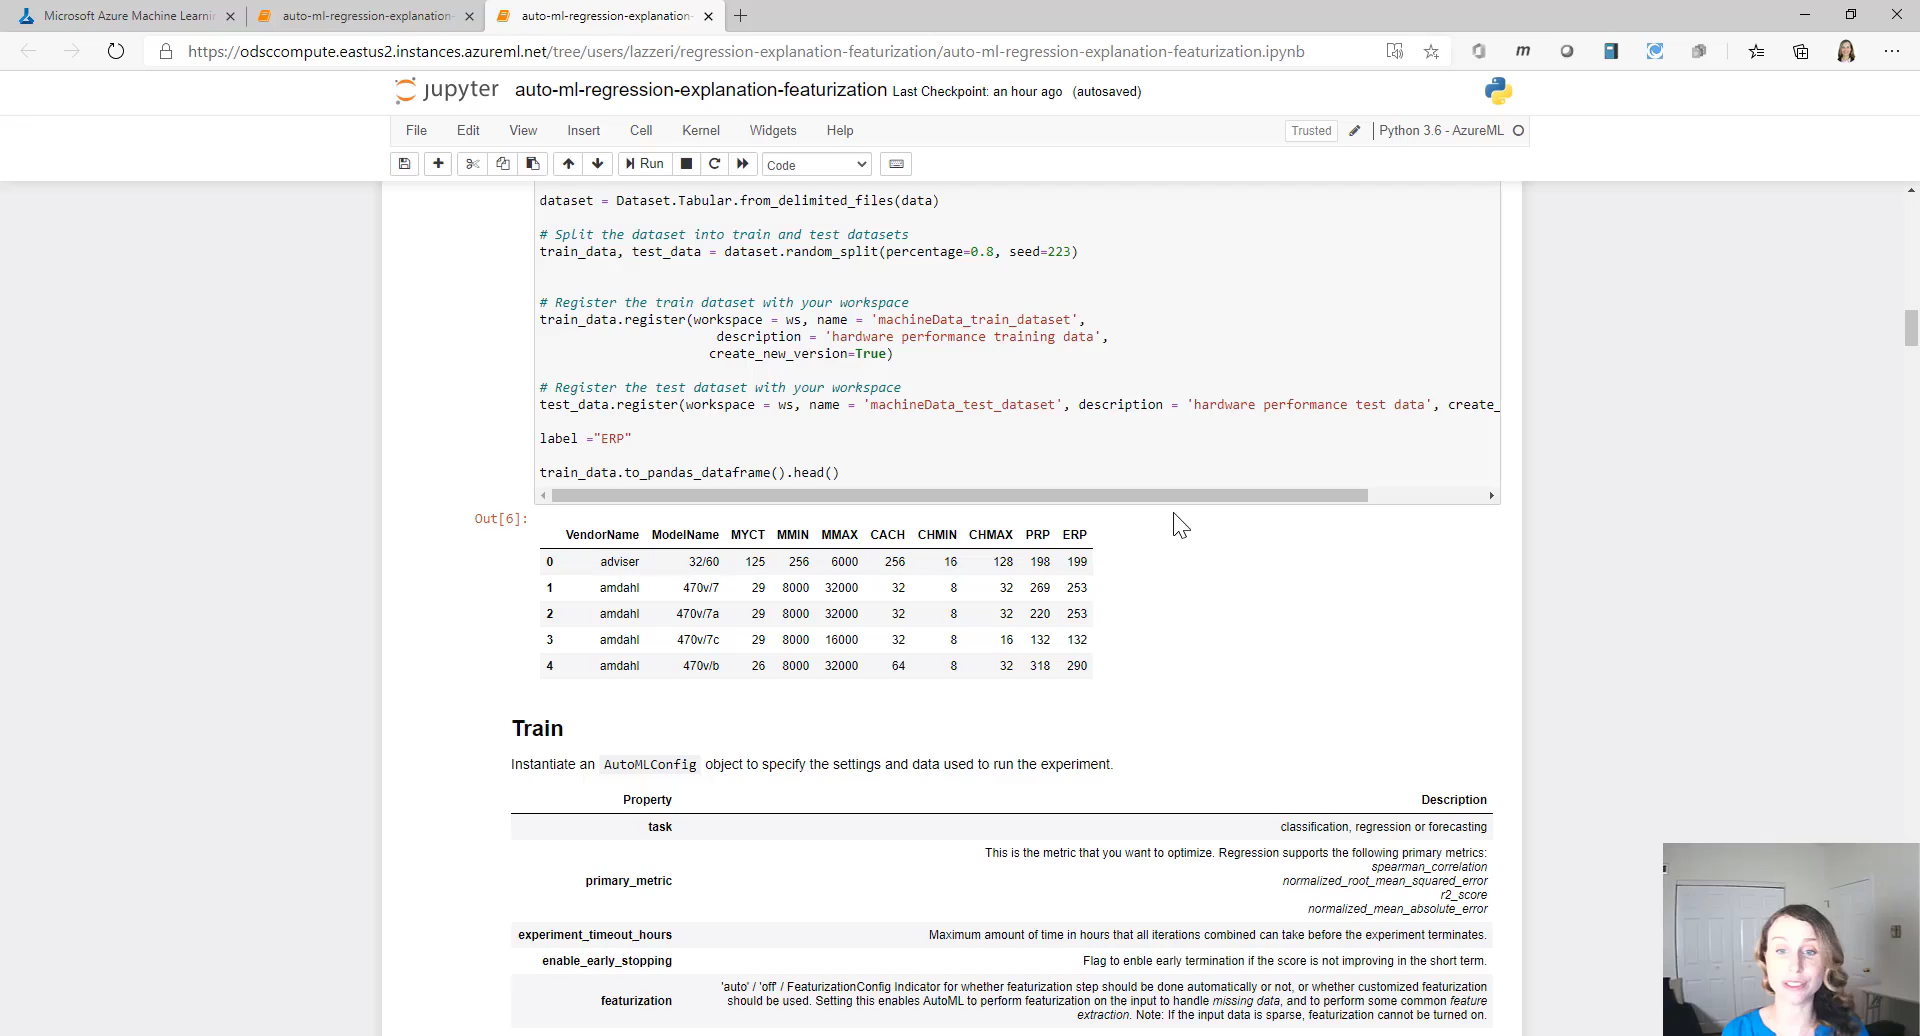 Microsoft Azure Machine Learni
auto-ml-regression-explanation-
auto-ml-regression-explanation-
https://odsccompute.eastus2.instances.azureml.net/tree/users/lazzeri/regression-explanation-featurization/auto-ml-regression-explanation-featurization.ipynb
jupyter auto-ml-regression-explanation-featurization Last Checkpoint: an hour ago (autosaved)
File Edit View Insert Cell Kernel Widgets Help Trusted Python 3.6 - AzureML
Run Code
dataset = Dataset.Tabular.from_delimited_files(data)
# Split the dataset into train and test datasets
train_data, test_data = dataset.random_split(percentage=0.8, seed=223)
# Register the train dataset with your workspace
train_data.register(workspace = ws, name = 'machineData_train_dataset',
description = 'hardware performance training data',
create_new_version=True)
# Register the test dataset with your workspace
test_data.register(workspace = ws, name = 'machineData_test_dataset', description = 'hardware performance test data', create_
label ="ERP"
train_data.to_pandas_dataframe().head()
Out[6]:
VendorName ModelName MYCT MMIN MMAX CACH CHMIN CHMAX PRP ERP
0 adviser 32/60 125 256 6000 256 16 128 198 199
1 amdahl 470v/7 29 8000 32000 32 8 32 269 253
2 amdahl 470v/7a 29 8000 32000 32 8 32 220 253
3 amdahl 470v/7c 29 8000 16000 32 8 16 132 132
4 amdahl 470v/b 26 8000 32000 64 8 32 318 290
Train
Instantiate an AutoMLConfig object to specify the settings and data used to run the experiment.
Property Description
task classification, regression or forecasting
This is the metric that you want to optimize. Regression supports the following primary metrics:
spearman_correlation
primary_metric normalized_root_mean_squared_error
r2_score
normalized_mean_absolute_error
experiment_timeout_hours Maximum amount of time in hours that all iterations combined can take before the experiment terminates.
enable_early_stopping Flag to enble early termination if the score is not improving in the short term.
'auto' / 'off' / FeaturizationConfig Indicator for whether featurization step should be done automatically or not, or whether customized featurization
featurization should be used. Setting this enables AutoML to perform featurization on the input to handle missing data, and to perform some common feature
extraction. Note: If the input data is sparse, featurization cannot be turned on.